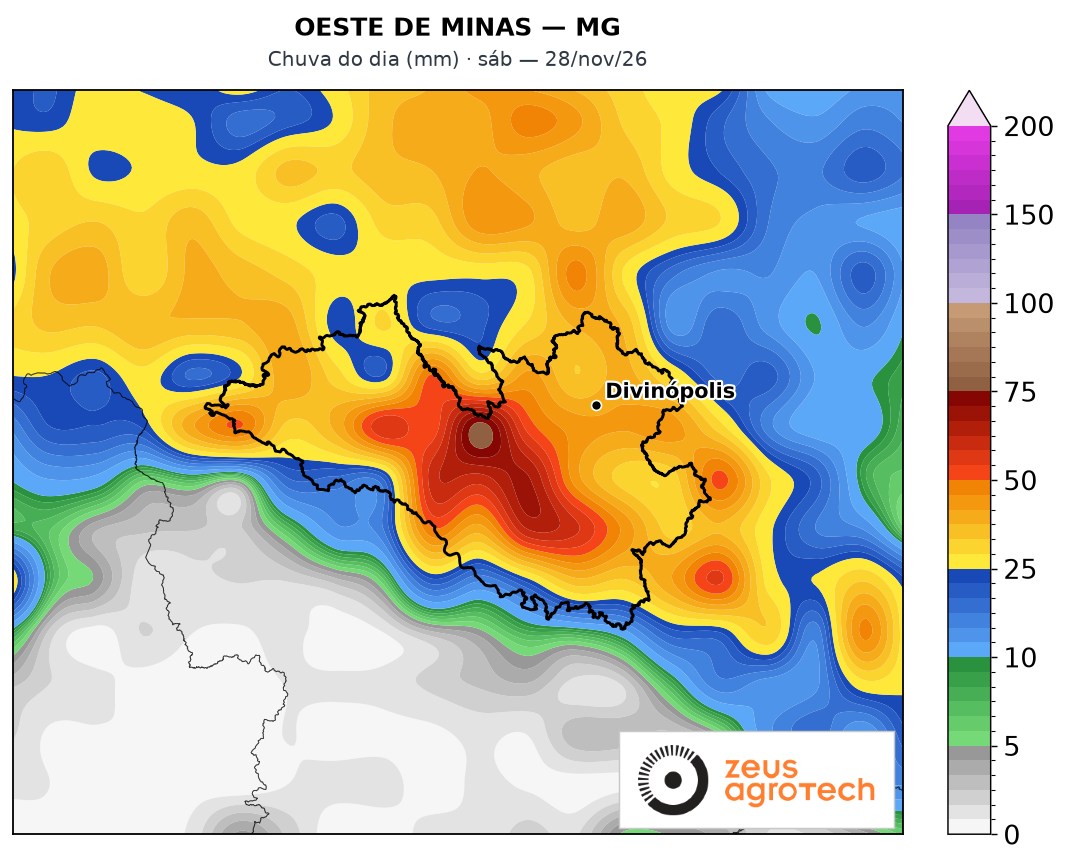 OESTE DE MINAS — MG
Chuva do dia (mm) · sáb — 28/nov/26
200
150
100
75
50
25
10
5
0
Divinópolis
zeus
agrotech